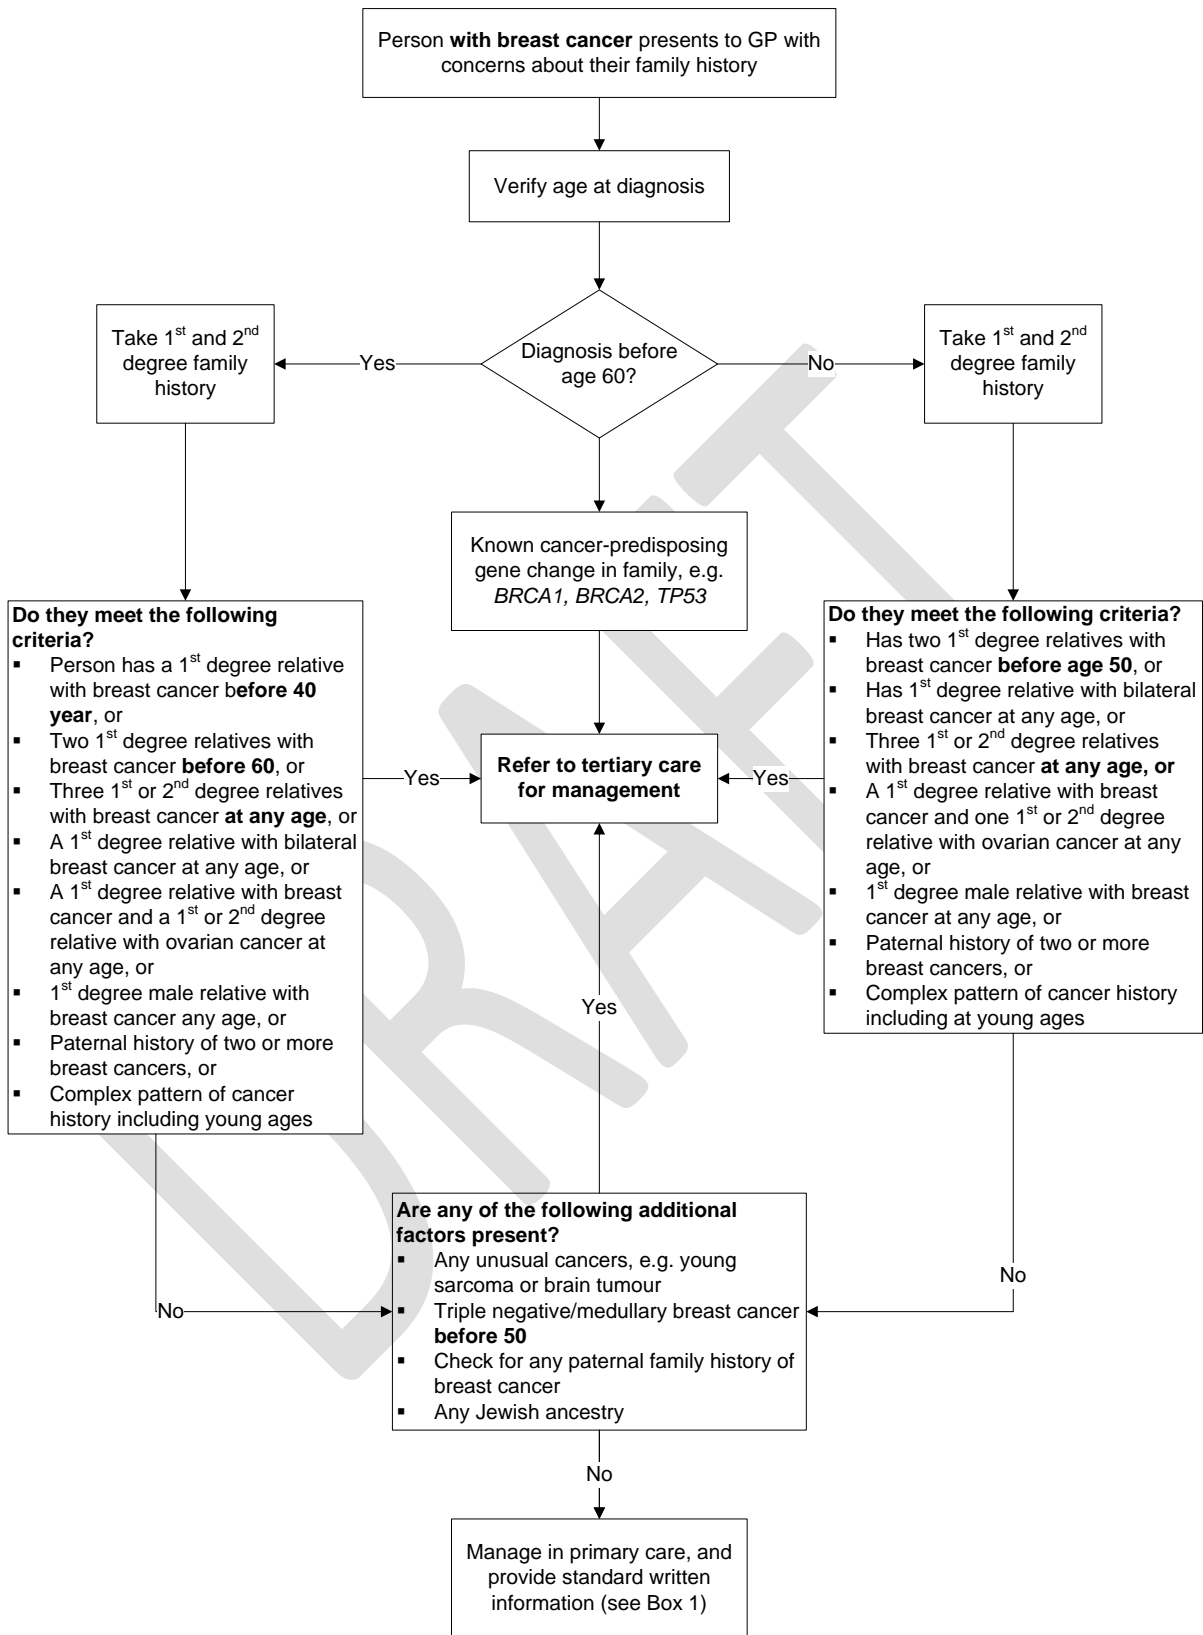 Person with breast cancer presents to GP with
concerns about their family history
Verify age at diagnosis
Diagnosis before
age 60?
Yes
No
Take 1st and 2nd
degree family
history
Take 1st and 2nd
degree family
history
Known cancer-predisposing
gene change in family, e.g.
BRCA1, BRCA2, TP53
Do they meet the following
criteria?
▪ Person has a 1st degree relative
with breast cancer before 40
year, or
▪ Two 1st degree relatives with
breast cancer before 60, or
▪ Three 1st or 2nd degree relatives
with breast cancer at any age, or
▪ A 1st degree relative with bilateral
breast cancer at any age, or
▪ A 1st degree relative with breast
cancer and a 1st or 2nd degree
relative with ovarian cancer at
any age, or
▪ 1st degree male relative with
breast cancer any age, or
▪ Paternal history of two or more
breast cancers, or
▪ Complex pattern of cancer
history including young ages
Yes
Refer to tertiary care
for management
Yes
Do they meet the following criteria?
▪ Has two 1st degree relatives with
breast cancer before age 50, or
▪ Has 1st degree relative with bilateral
breast cancer at any age, or
▪ Three 1st or 2nd degree relatives
with breast cancer at any age, or
▪ A 1st degree relative with breast
cancer and one 1st or 2nd degree
relative with ovarian cancer at any
age, or
▪ 1st degree male relative with breast
cancer at any age, or
▪ Paternal history of two or more
breast cancers, or
▪ Complex pattern of cancer history
including at young ages
Yes
No
No
Are any of the following additional
factors present?
▪ Any unusual cancers, e.g. young
sarcoma or brain tumour
▪ Triple negative/medullary breast cancer
before 50
▪ Check for any paternal family history of
breast cancer
▪ Any Jewish ancestry
No
Manage in primary care, and
provide standard written
information (see Box 1)
DRAFT